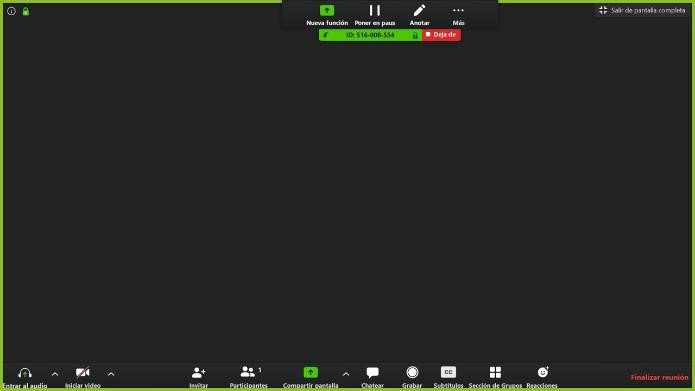 Salir de pantalla completa
Nueva función Poner en paus Anotar Más
ID: 516-008-554 Deja de
1
Entrar al audio Iniciar video Invitar Participantes Compartir pantalla Chatear Grabar Subtítulos Sección de Grupos Reacciones
CC
Finalizar reunión